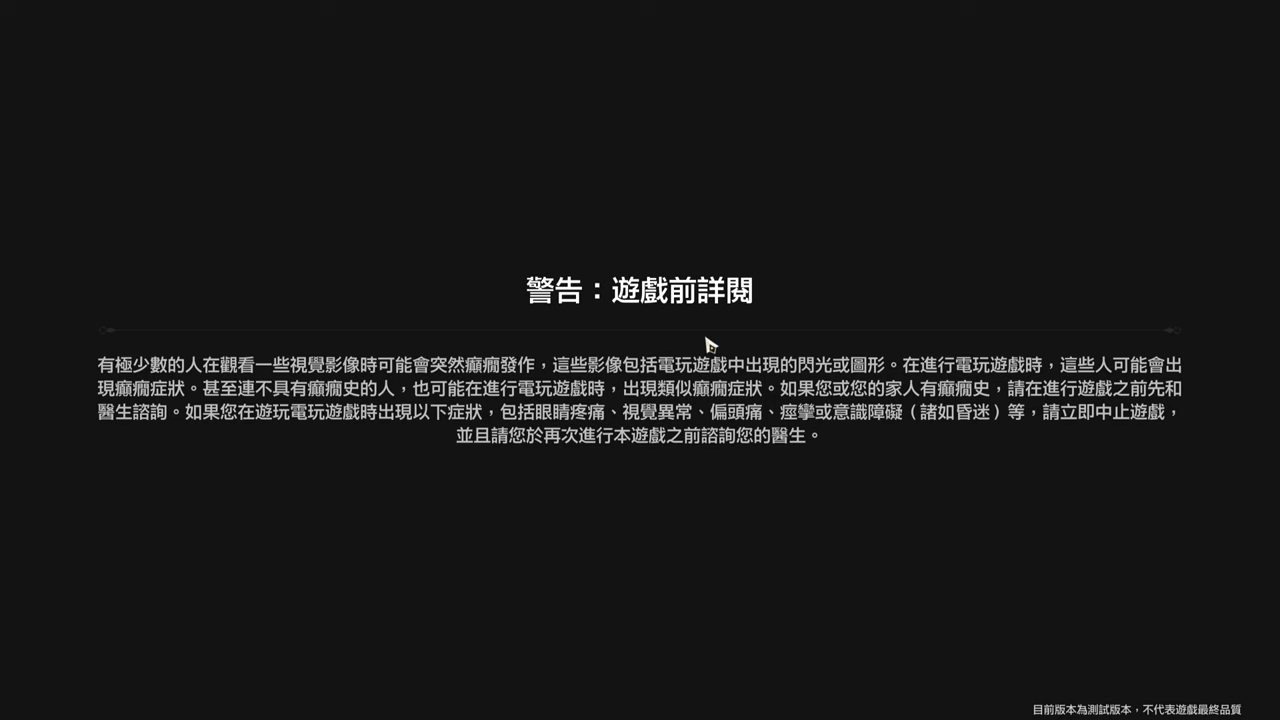 警告：遊戲前詳閱
有極少數的人在觀看一些視覺影像時可能會突然癲癇發作，這些影像包括電玩遊戲中出現的閃光或圖形。在進行電玩遊戲時，這些人可能會出
現癲癇症狀。甚至連不具有癲癇史的人，也可能在進行電玩遊戲時，出現類似癲癇症狀。如果您或您的家人有癲癇史，請在進行遊戲之前先和
醫生諮詢。如果您在遊玩電玩遊戲時出現以下症狀，包括眼睛疼痛、視覺異常、偏頭痛、痙攣或意識障礙（諸如昏迷）等，請立即中止遊戲，
並且請您於再次進行本遊戲之前諮詢您的醫生。
目前版本為測試版本，不代表遊戲最終品質